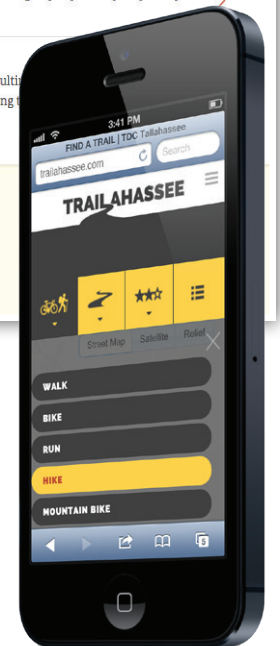 3:41 PM
FIND A TRAIL | TDC Tallahassee
trailahassee.com
Search
TRAILAHASSEE
Street Map
Satellite
Relief
WALK
BIKE
RUN
HIKE
MOUNTAIN BIKE
5